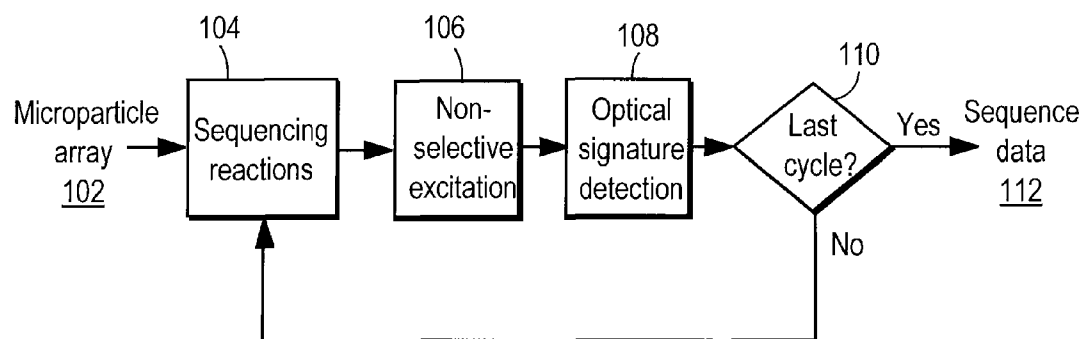 104
106
108
110
Microparticle
array
102
Sequencing
reactions
Non-
selective
excitation
Optical
signature
detection
Last
cycle?
Yes
No
Sequence
data
112